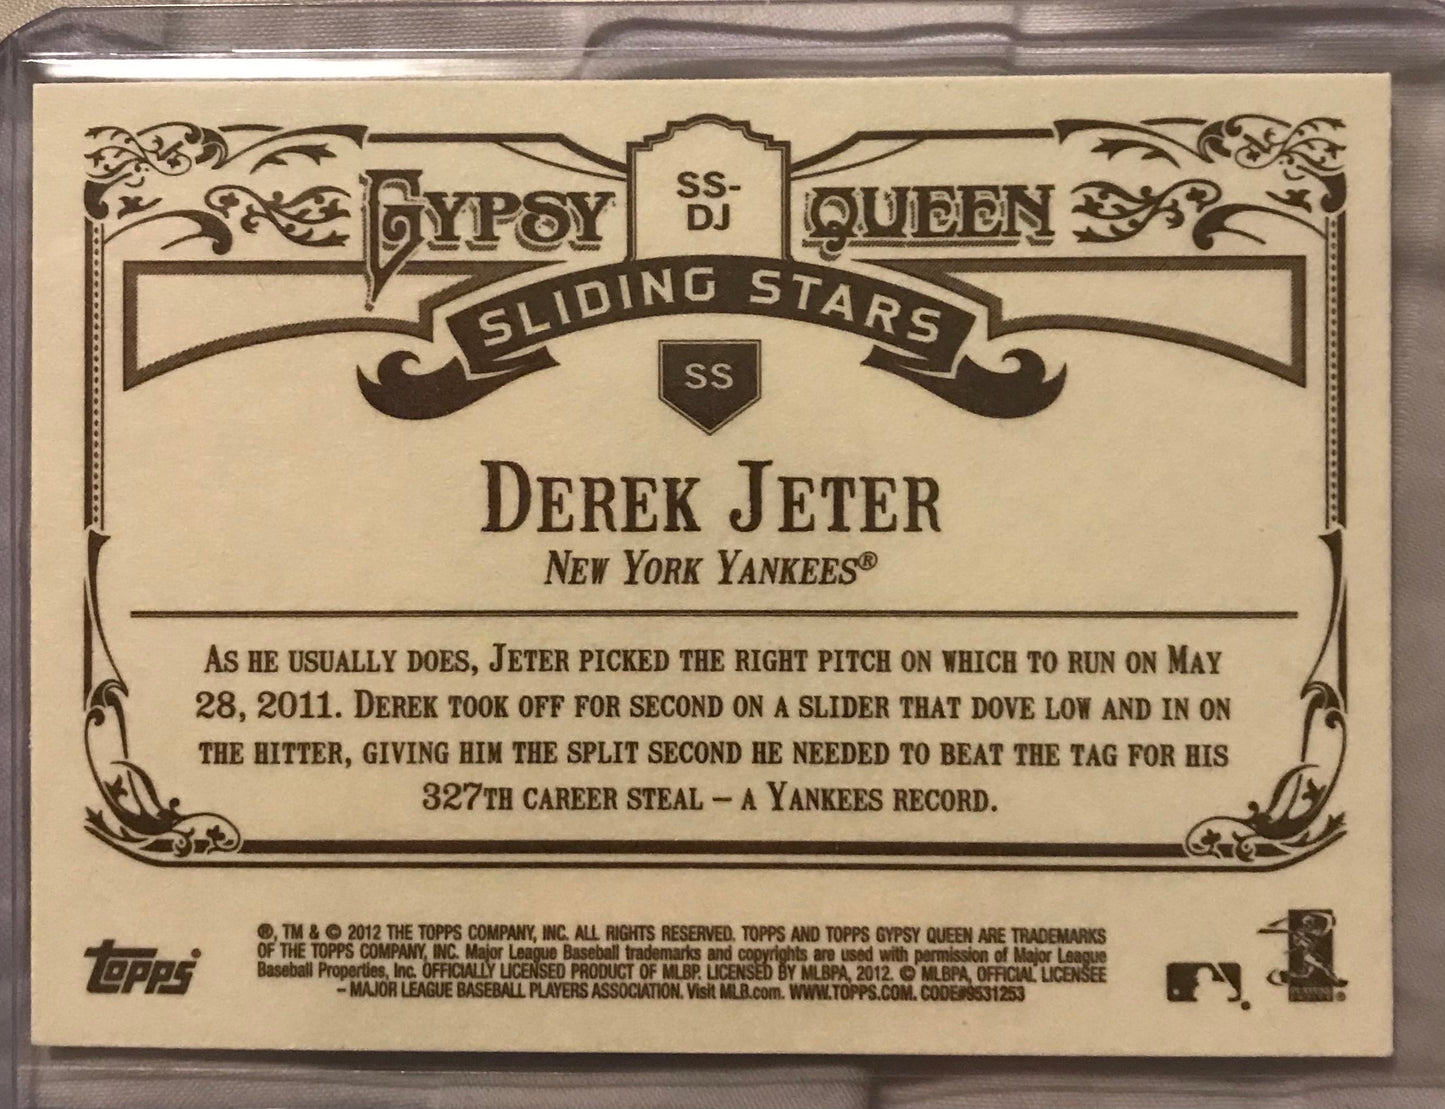 GYPSY SS-DJ QUEEN
SLIDING STARS
SS
DEREK JETER
NEW YORK YANKEES®
AS HE USUALLY DOES, JETER PICKED THE RIGHT PITCH ON WHICH TO RUN ON MAY
28, 2011. DEREK TOOK OFF FOR SECOND ON A SLIDER THAT DOVE LOW AND IN ON
THE HITTER, GIVING HIM THE SPLIT SECOND HE NEEDED TO BEAT THE TAG FOR HIS
327TH CAREER STEAL – A YANKEES RECORD.
topps®
®, TM & © 2012 THE TOPPS COMPANY, INC. ALL RIGHTS RESERVED. TOPPS AND TOPPS GYPSY QUEEN ARE TRADEMARKS
OF THE TOPPS COMPANY, INC. Major League Baseball trademarks and copyrights are used with permission of Major League
Baseball Properties, Inc. OFFICIALLY LICENSED PRODUCT OF MLBP. LICENSED BY MLBPA, 2012. © MLBPA, OFFICIAL LICENSEE
– MAJOR LEAGUE BASEBALL PLAYERS ASSOCIATION. Visit MLB.com. WWW.TOPPS.COM. CODE#9531253